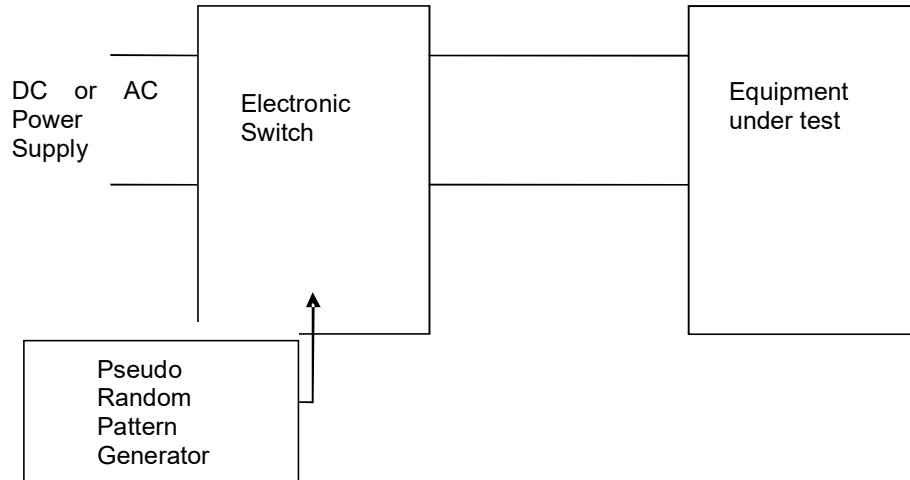 DC or AC
Power
Supply
Electronic
Switch
Equipment
under test
Pseudo
Random
Pattern
Generator